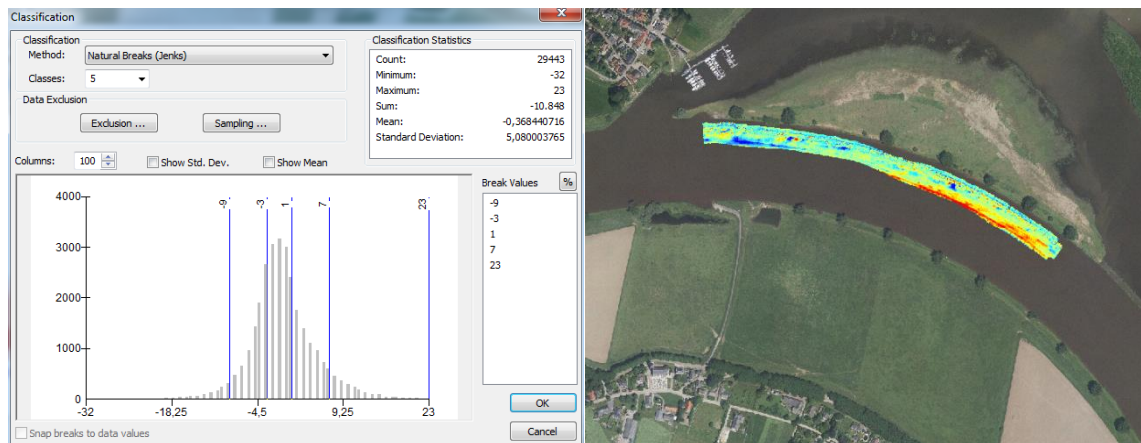 Classification
Classification
Method: Natural Breaks (Jenks)
Classes: 5
Data Exclusion
Exclusion ... Sampling ...
Classification Statistics
Count: 29443
Minimum: -32
Maximum: 23
Sum: -10.848
Mean: -0,368440716
Standard Deviation: 5,080003765
Columns: 100 Show Std. Dev. Show Mean
Break Values %
-9
-3
1
7
23
4000
3000
2000
1000
0
-9 -3 1 7 23
-32 -18,25 -4,5 9,25 23
Snap breaks to data values
OK
Cancel